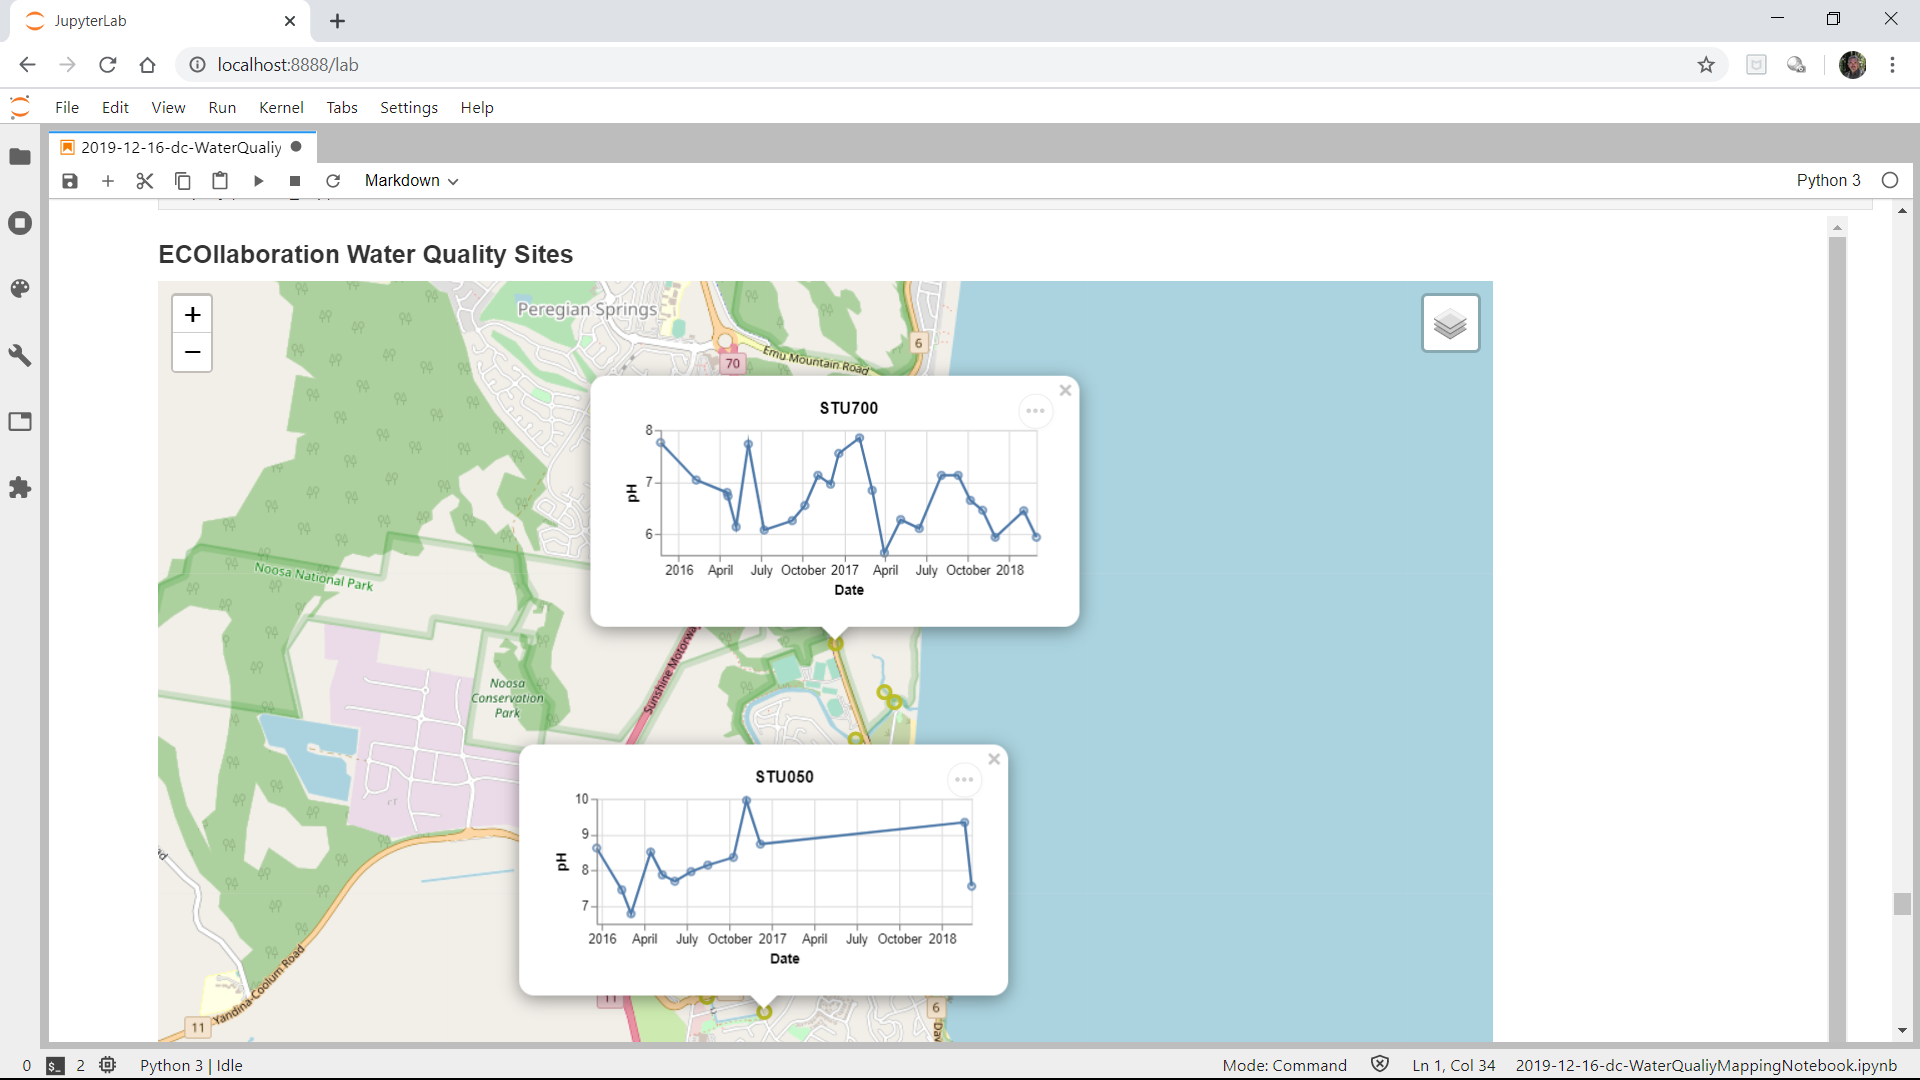 JupyterLab
localhost:8888/lab
File Edit View Run Kernel Tabs Settings Help
2019-12-16-dc-WaterQualiy
Markdown
Python 3
ECOllaboration Water Quality Sites
+
−
Peregian Springs
70
Emu Mountain Road
6
STU700
8
7
6
pH
2016 April July October 2017 April July October 2018
Date
Noosa National Park
Noosa
Conservation
Park
Sunshine Motorway
STU050
10
9
8
7
pH
2016 April July October 2017 April July October 2018
Date
Yandina-Coolum Road
11
11
6
0 $_ 2 Python 3 | Idle
Mode: Command Ln 1, Col 34 2019-12-16-dc-WaterQualiyMappingNotebook.ipynb